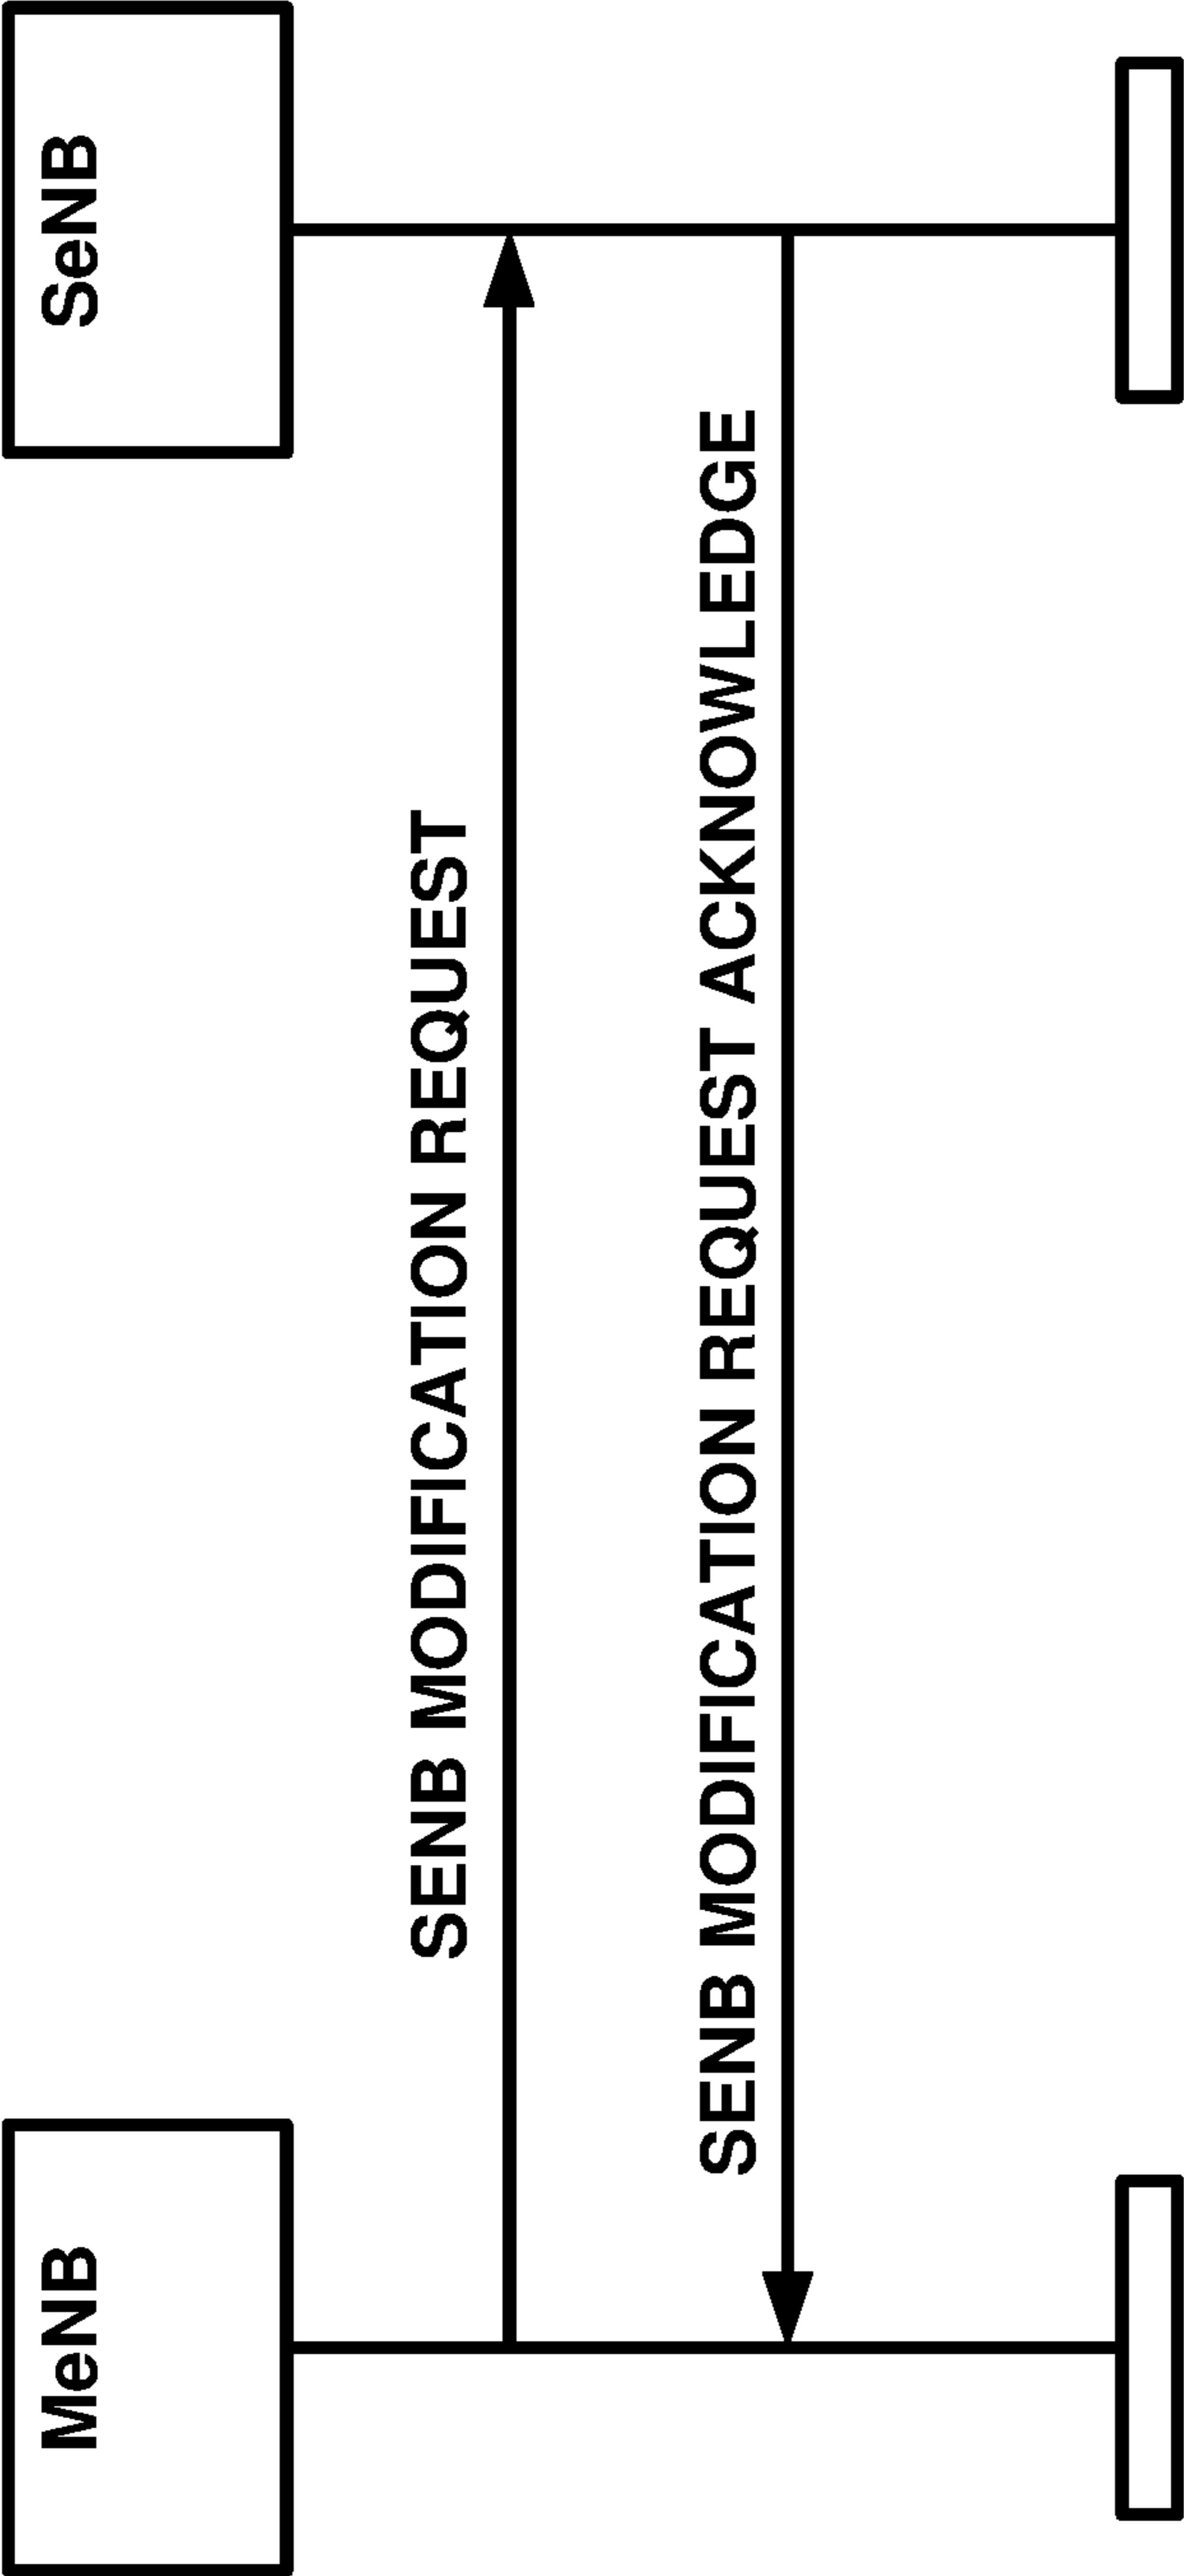 MeNB
SeNB
SENB MODIFICATION REQUEST
SENB MODIFICATION REQUEST ACKNOWLEDGE